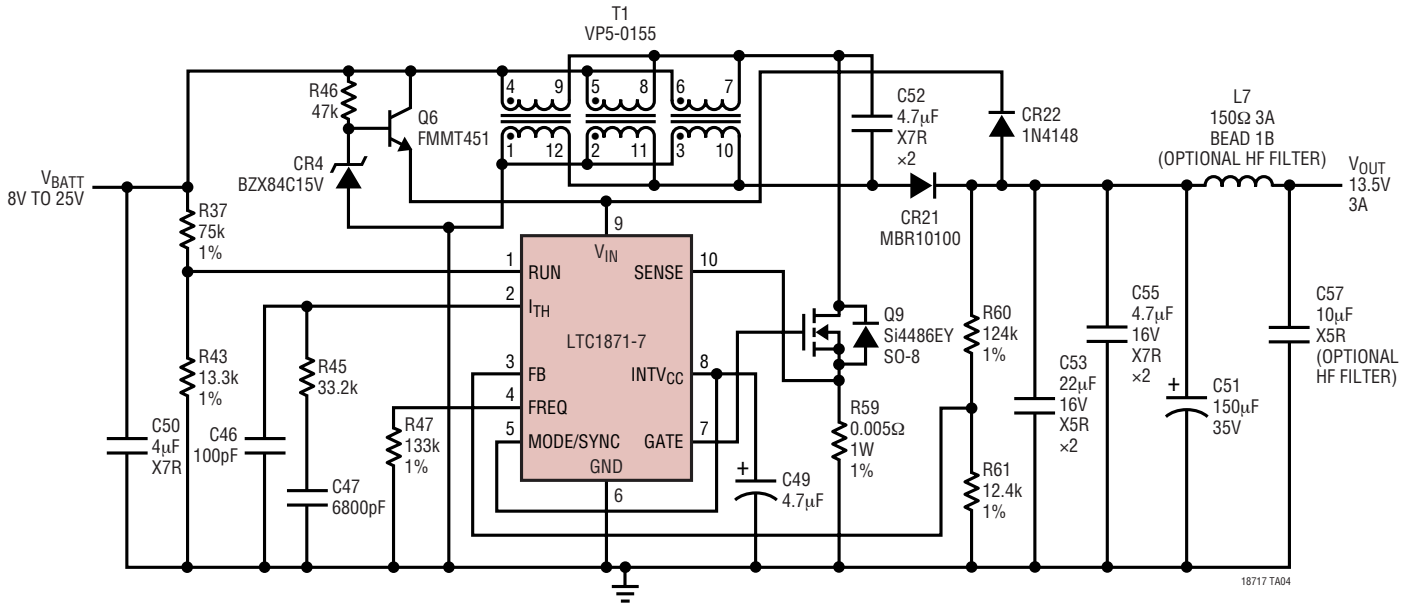 T1
VP5-0155
R46
47k
Q6
FMMT451
CR4
BZX84C15V
4
9
5
8
6
7
1
12
2
11
3
10
C52
4.7µF
X7R
×2
CR22
1N4148
L7
150Ω 3A
BEAD 1B
(OPTIONAL HF FILTER)
VBATT
8V TO 25V
VOUT
13.5V
3A
CR21
MBR10100
R37
75k
1%
9
VIN
1
RUN
SENSE
10
2
ITH
LTC1871-7
3
FB
INTVCC
8
4
FREQ
5
MODE/SYNC
GATE
7
GND
6
Q9
Si4486EY
SO-8
R43
13.3k
1%
R45
33.2k
C50
4µF
X7R
C46
100pF
C47
6800pF
R47
133k
1%
R59
0.005Ω
1W
1%
+
C49
4.7µF
R60
124k
1%
R61
12.4k
1%
C53
22µF
16V
X5R
×2
C55
4.7µF
16V
X7R
×2
+
C51
150µF
35V
C57
10µF
X5R
(OPTIONAL
HF FILTER)
18717 TA04